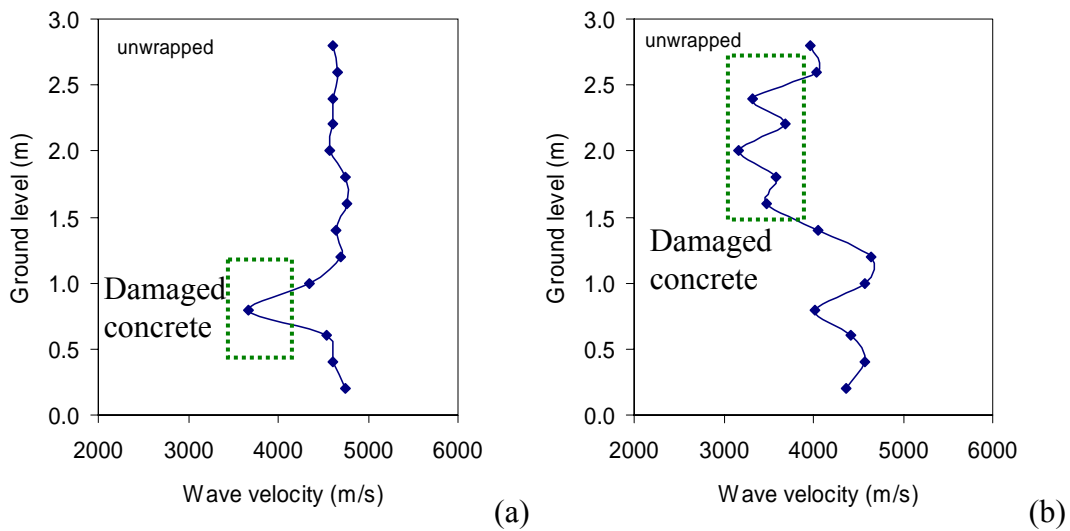 3.0
unwrapped
2.5
2.0
1.5
1.0
0.5
0.0
Ground level (m)
Damaged
concrete
2000 3000 4000 5000 6000
Wave velocity (m/s)
(a)
3.0
unwrapped
2.5
2.0
1.5
1.0
0.5
0.0
Ground level (m)
Damaged
concrete
2000 3000 4000 5000 6000
Wave velocity (m/s)
(b)